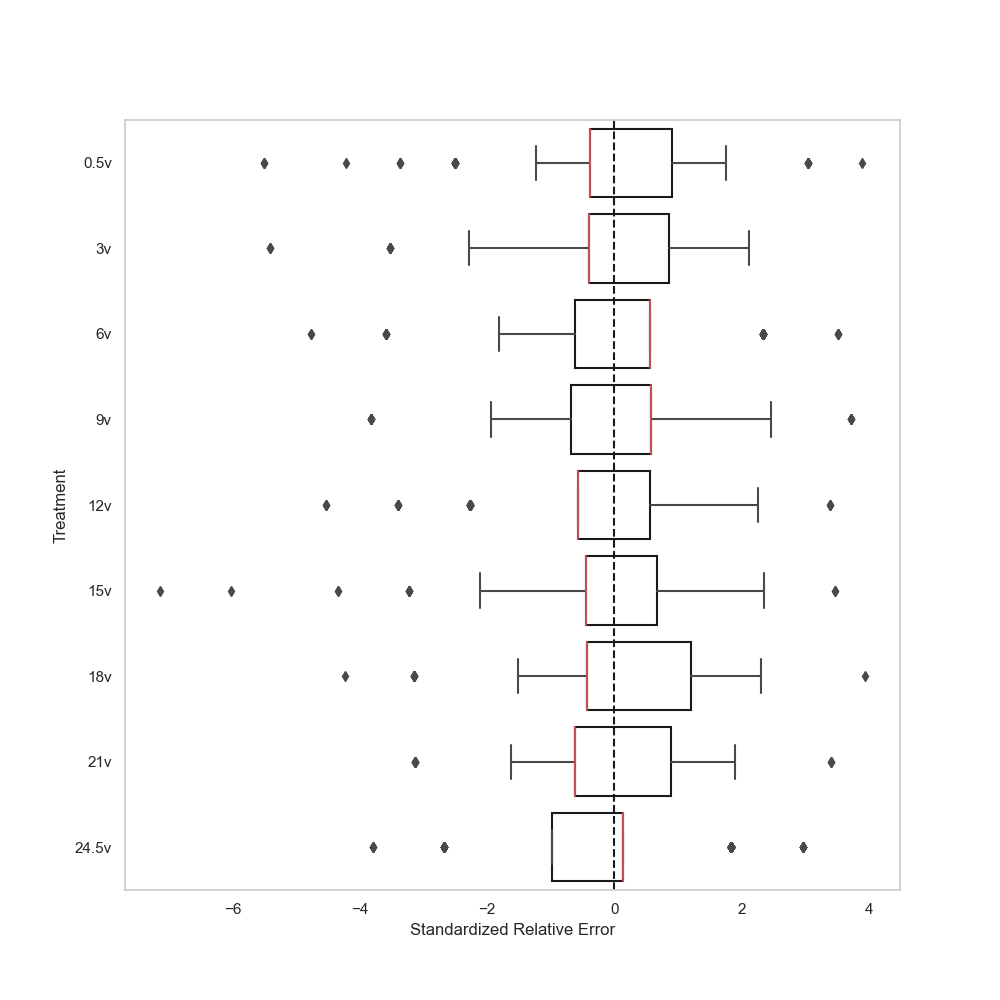 0.5v
3v
6v
9v
12v
15v
18v
21v
24.5v
Treatment
−6 −4 −2 0 2 4
Standardized Relative Error